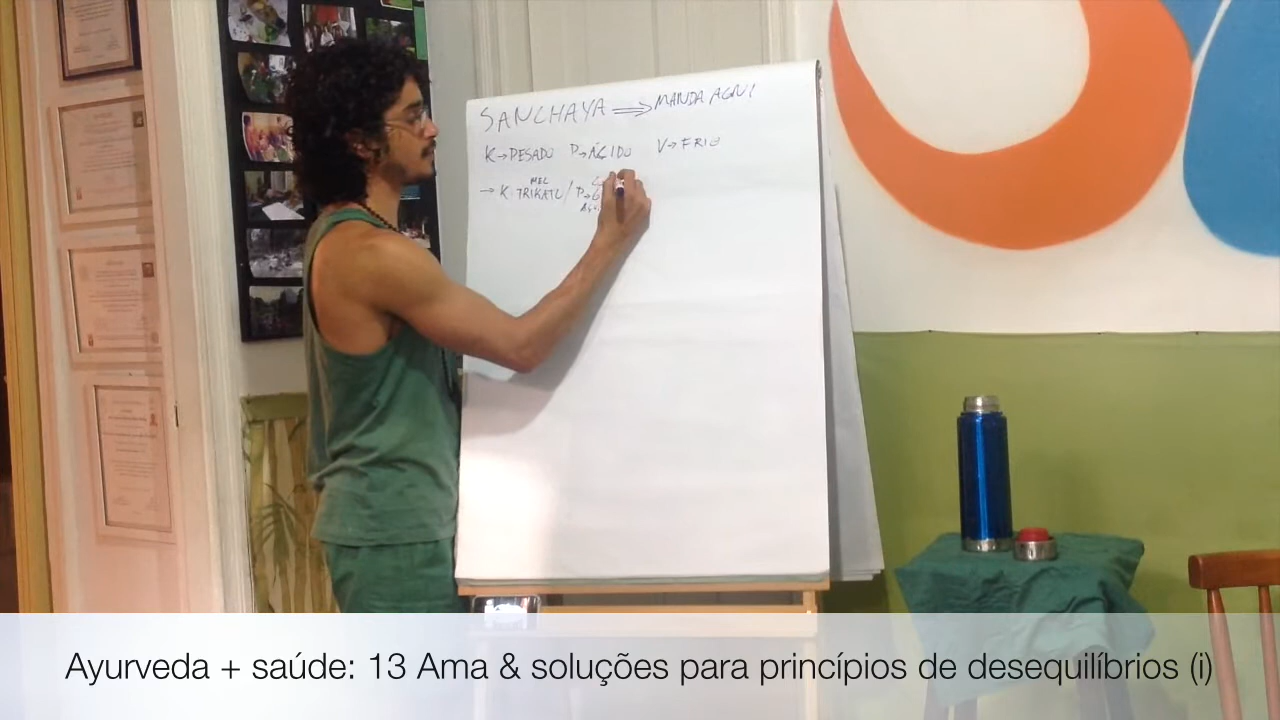 SANCHAYA ⇒ MANDA AGNI
K→PESADO P→ÁCIDO V→FRIO
MEL
→ K: TRIKATU / P→
Ayurveda + saúde: 13 Ama & soluções para princípios de desequilíbrios (i)